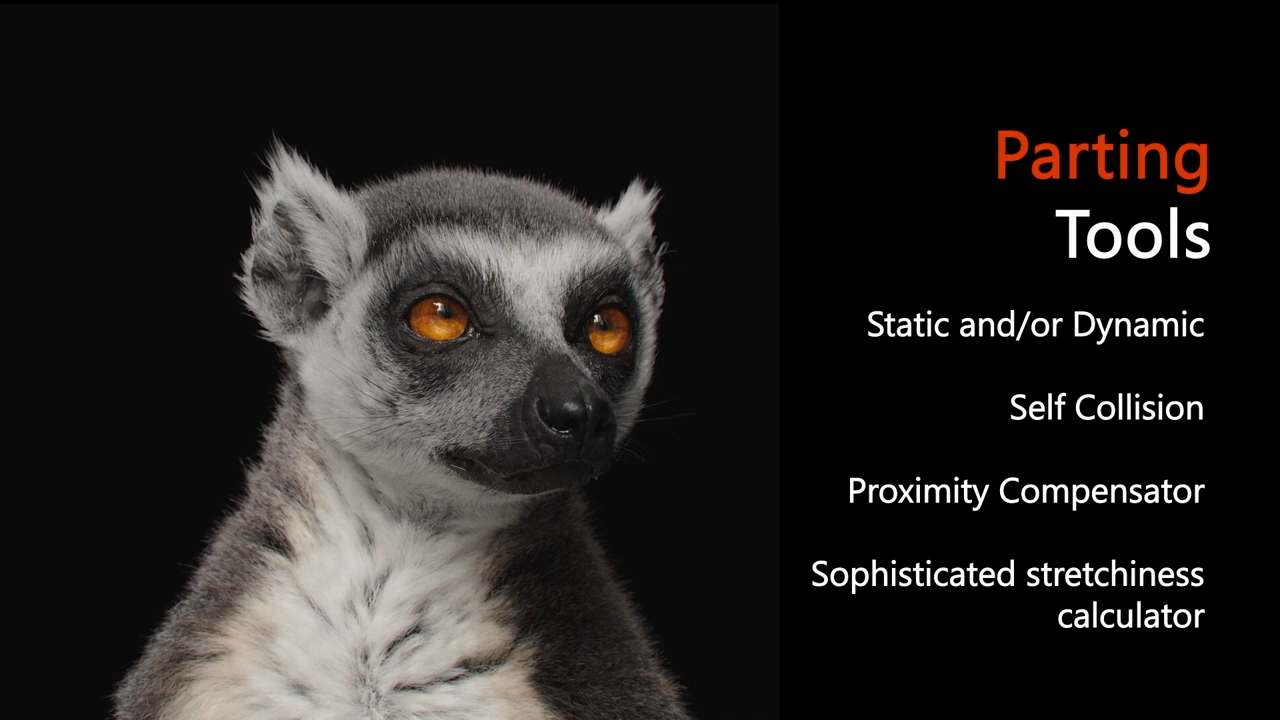 Parting
Tools
Static and/or Dynamic
Self Collision
Proximity Compensator
Sophisticated stretchiness
calculator